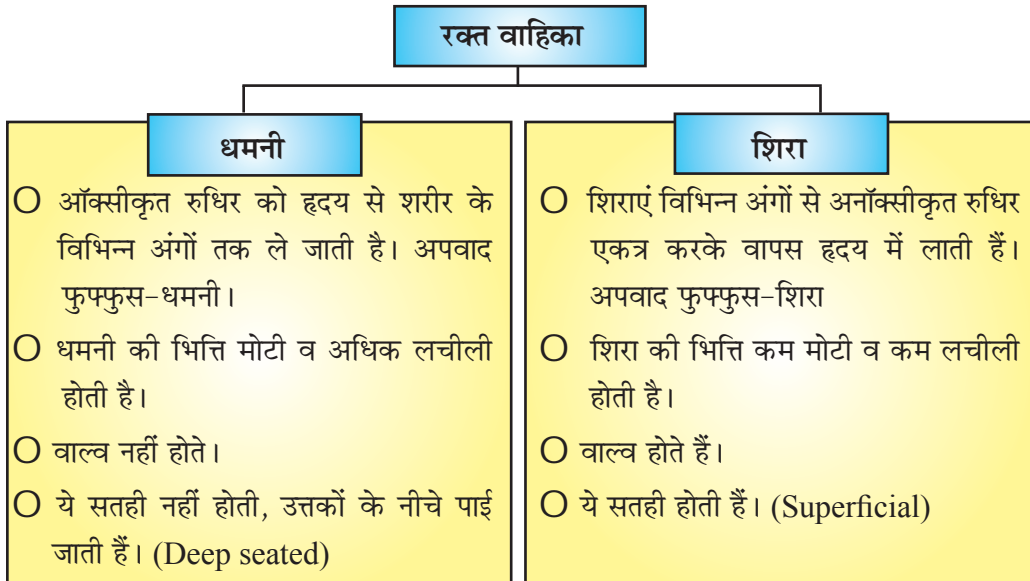 रक्त वाहिका
धमनी
O ऑक्सीकृत रुधिर को हृदय से शरीर के
विभिन्न अंगों तक ले जाती है। अपवाद
फुफ्फुस-धमनी।
O धमनी की भित्ति मोटी व अधिक लचीली
होती है।
O वाल्व नहीं होते।
O ये सतही नहीं होती, उत्तकों के नीचे पाई
जाती हैं। (Deep seated)
शिरा
O शिराएं विभिन्न अंगों से अनॉक्सीकृत रुधिर
एकत्र करके वापस हृदय में लाती हैं।
अपवाद फुफ्फुस-शिरा
O शिरा की भित्ति कम मोटी व कम लचीली
होती है।
O वाल्व होते हैं।
O ये सतही होती हैं। (Superficial)